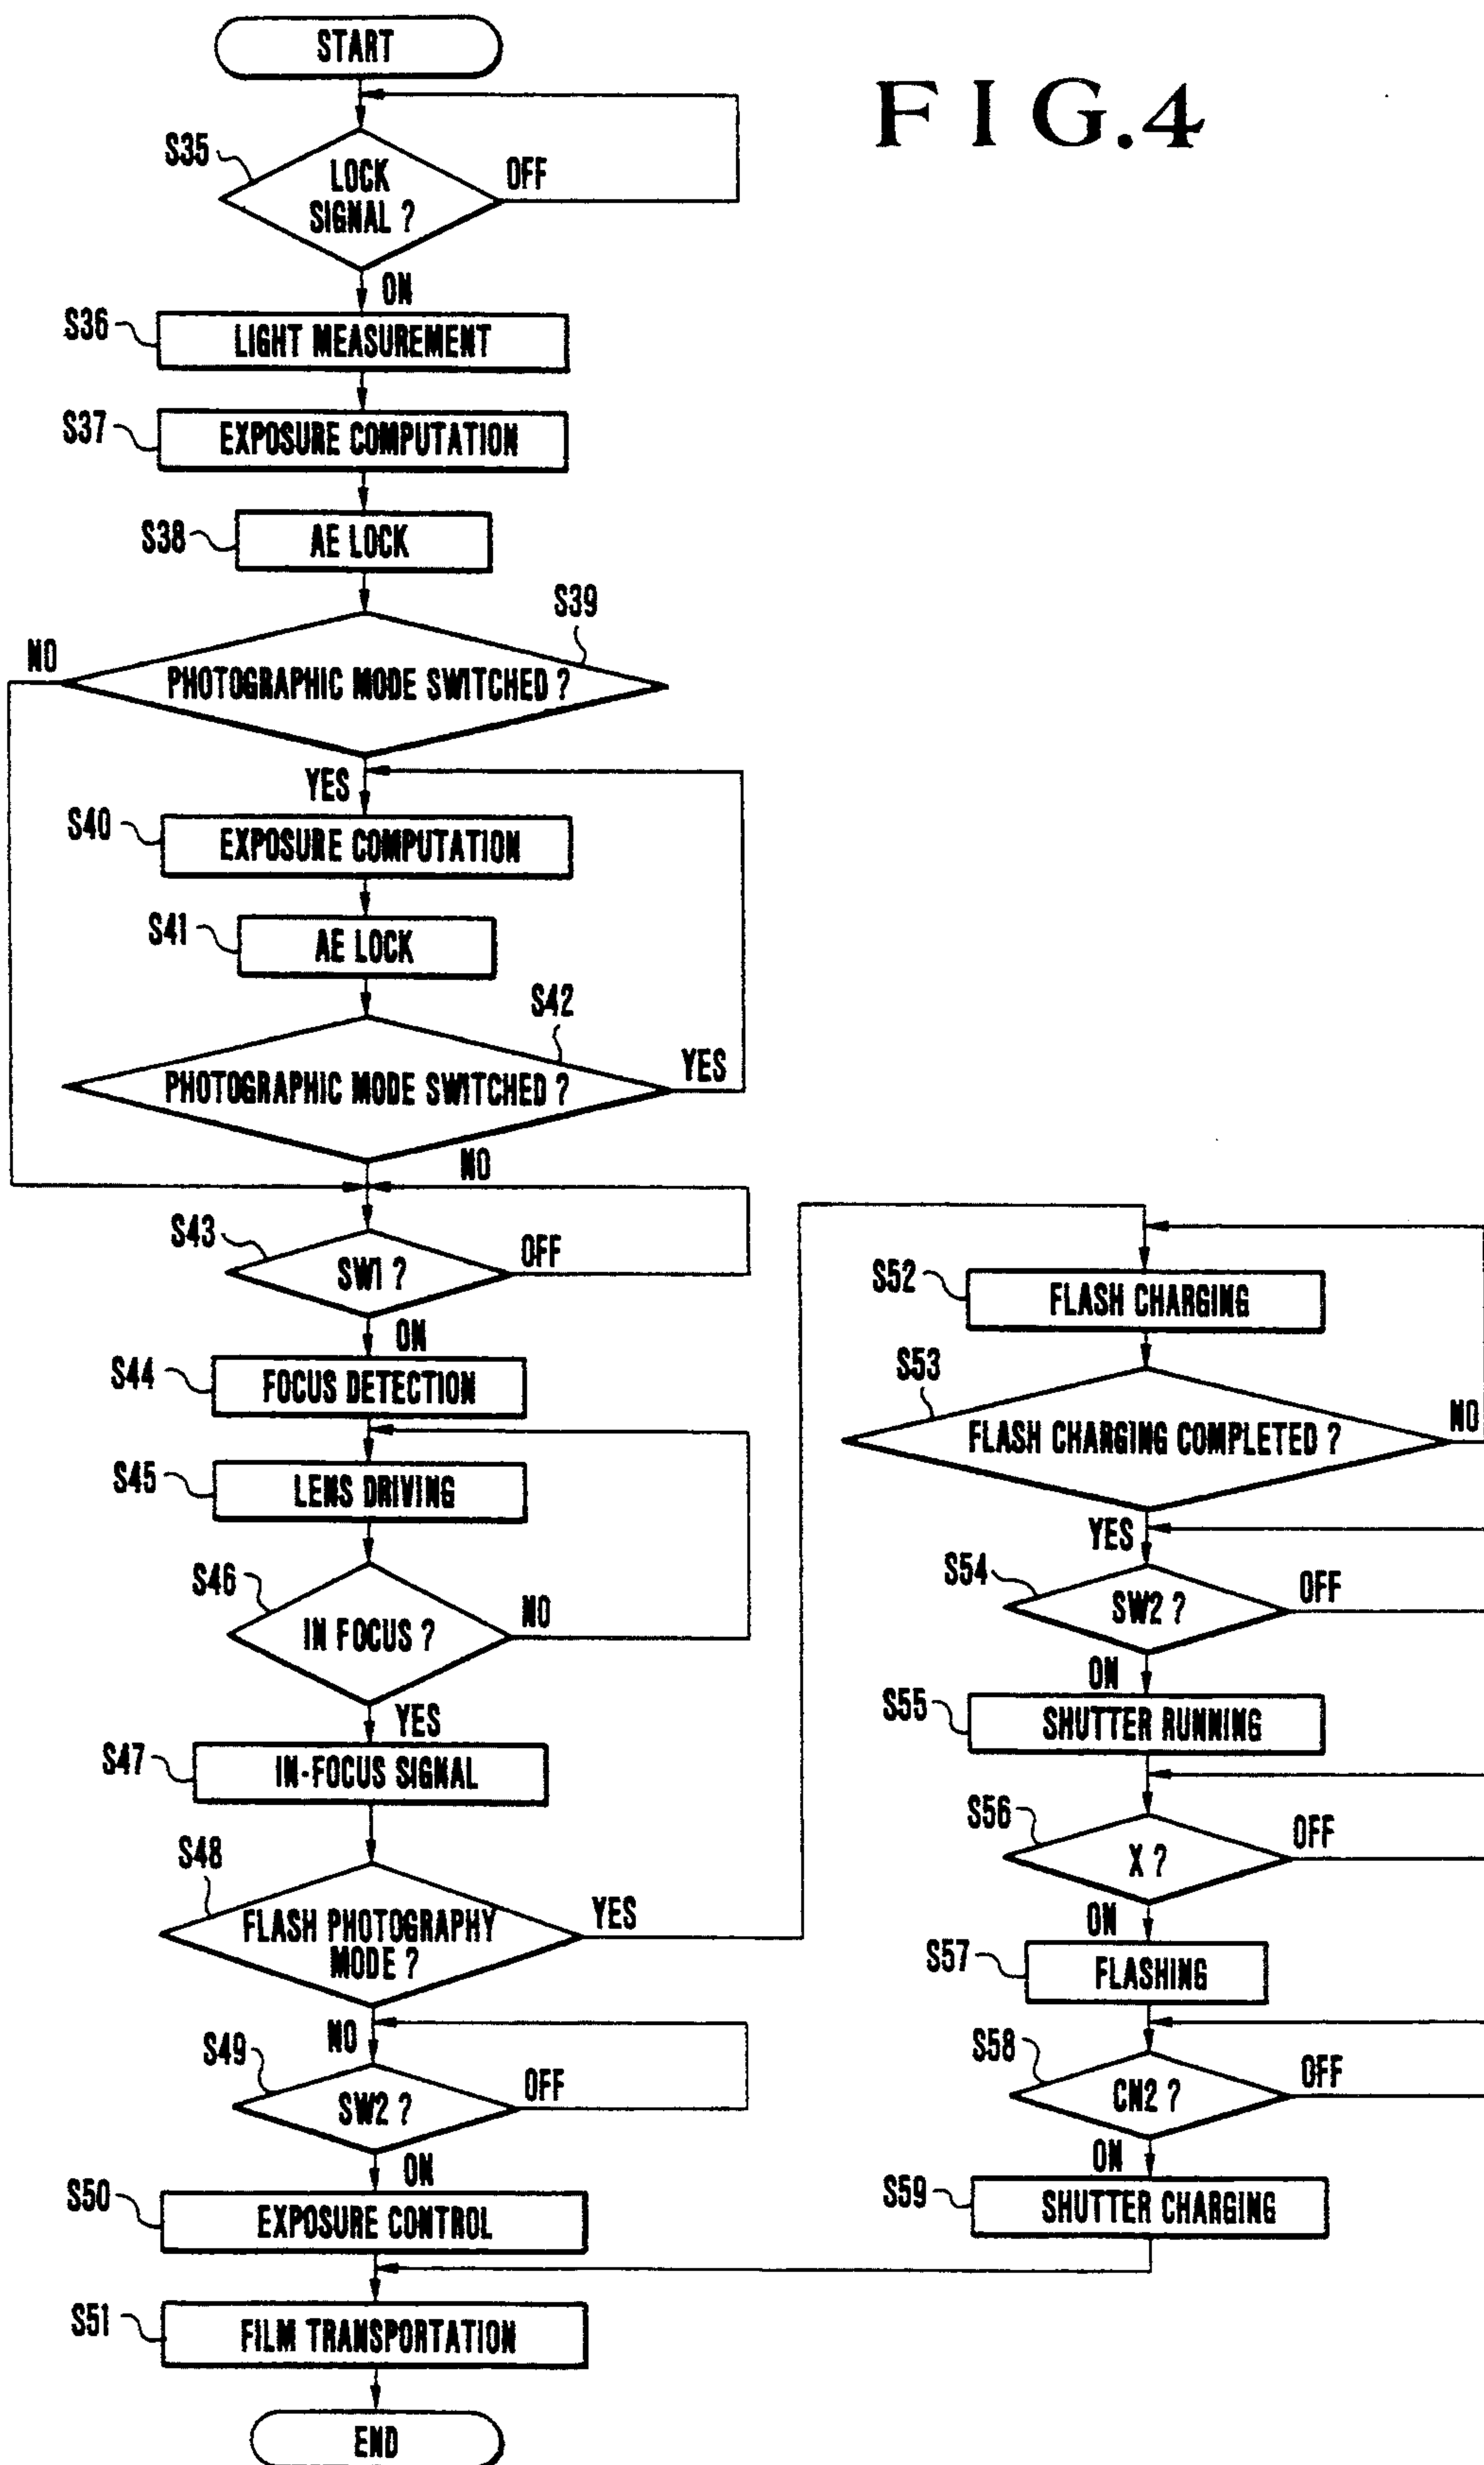 FIG.4
START
S35
LOCK
SIGNAL ?
OFF
ON
S36
LIGHT MEASUREMENT
S37
EXPOSURE COMPUTATION
S38
AE LOCK
S39
NO
PHOTOGRAPHIC MODE SWITCHED ?
YES
S40
EXPOSURE COMPUTATION
S41
AE LOCK
S42
PHOTOGRAPHIC MODE SWITCHED ?
YES
NO
S43
SW1 ?
OFF
ON
S44
FOCUS DETECTION
S45
LENS DRIVING
S46
IN FOCUS ?
NO
YES
S47
IN-FOCUS SIGNAL
S48
FLASH PHOTOGRAPHY
MODE ?
YES
NO
S49
SW2 ?
OFF
ON
S50
EXPOSURE CONTROL
S51
FILM TRANSPORTATION
END
S52
FLASH CHARGING
S53
FLASH CHARGING COMPLETED ?
NO
YES
S54
SW2 ?
OFF
ON
S55
SHUTTER RUNNING
S56
X ?
OFF
ON
S57
FLASHING
S58
CN2 ?
OFF
ON
S59
SHUTTER CHARGING